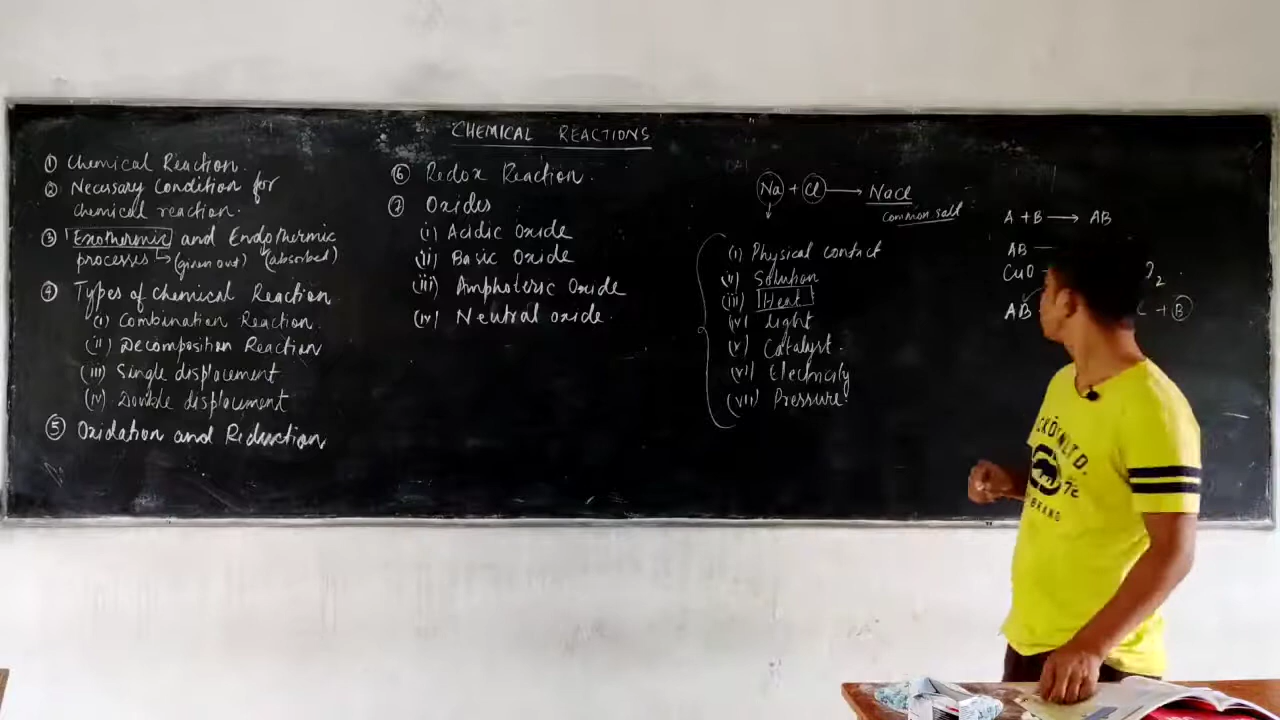 CHEMICAL REACTIONS
① Chemical Reaction.
② Necessary Condition for
chemical reaction.
③ Exothermic and Endothermic
processes ↳ (given out) (absorbed)
④ Types of Chemical Reaction
(i) Combination Reaction.
(ii) Decomposition Reaction
(iii) Single displacement
(iv) Double displacement
⑤ Oxidation and Reduction
⑥ Redox Reaction.
⑦ Oxides
(i) Acidic Oxide
(ii) Basic Oxide
(iii) Amphoteric Oxide
(iv) Neutral Oxide.
Na + Cl → NaCl
common salt
(i) Physical contact
(ii) Solution
(iii) Heat
(iv) light
(v) Catalyst.
(vi) Electricity
(vii) Pressure
A + B → AB
AB —
AB + B
LTD.
72
BRAND